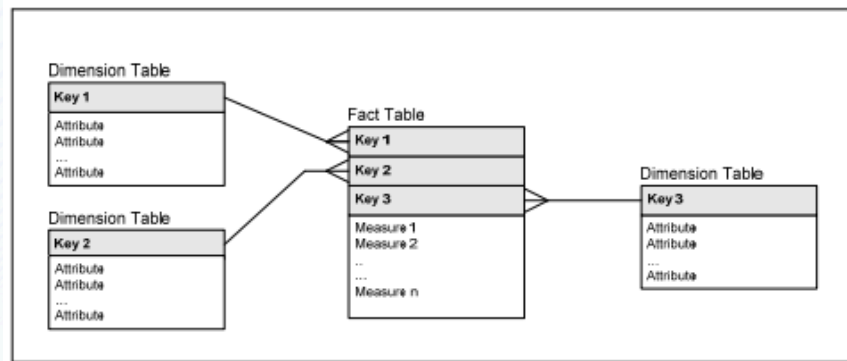 Dimension Table
Key 1
Attribute
Attribute
...
Attribute
Dimension Table
Key 2
Attribute
Attribute
...
Attribute
Fact Table
Key 1
Key 2
Key 3
Measure 1
Measure 2
..
...
Measure n
Dimension Table
Key 3
Attribute
Attribute
...
Attribute